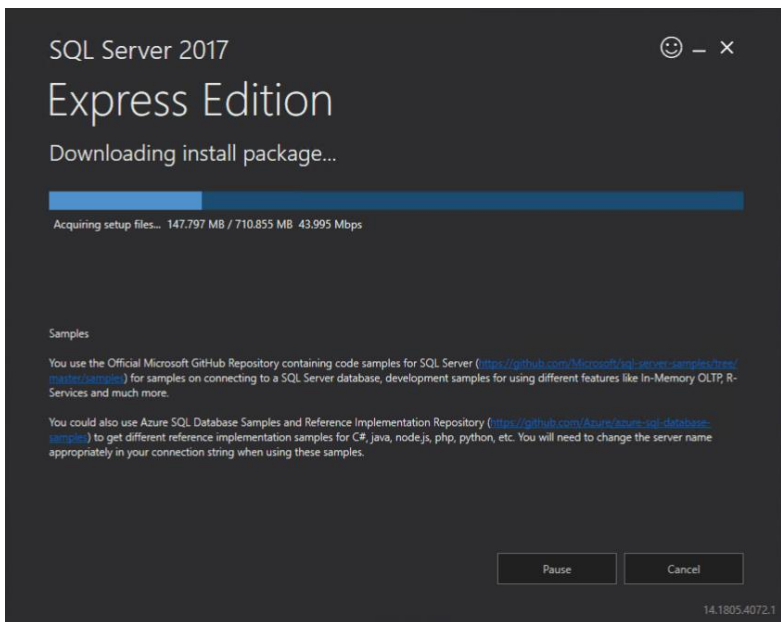 SQL Server 2017
Express Edition
Downloading install package...
Acquiring setup files... 147.797 MB / 710.855 MB 43.995 Mbps
Samples
You use the Official Microsoft GitHub Repository containing code samples for SQL Server (https://github.com/Microsoft/sql-server-samples/tree/
master/samples) for samples on connecting to a SQL Server database, development samples for using different features like In-Memory OLTP, R-
Services and much more.
You could also use Azure SQL Database Samples and Reference Implementation Repository (https://github.com/Azure/azure-sql-database-
samples) to get different reference implementation samples for C#, java, node.js, php, python, etc. You will need to change the server name
appropriately in your connection string when using these samples.
Pause Cancel
14.1805.4072.1